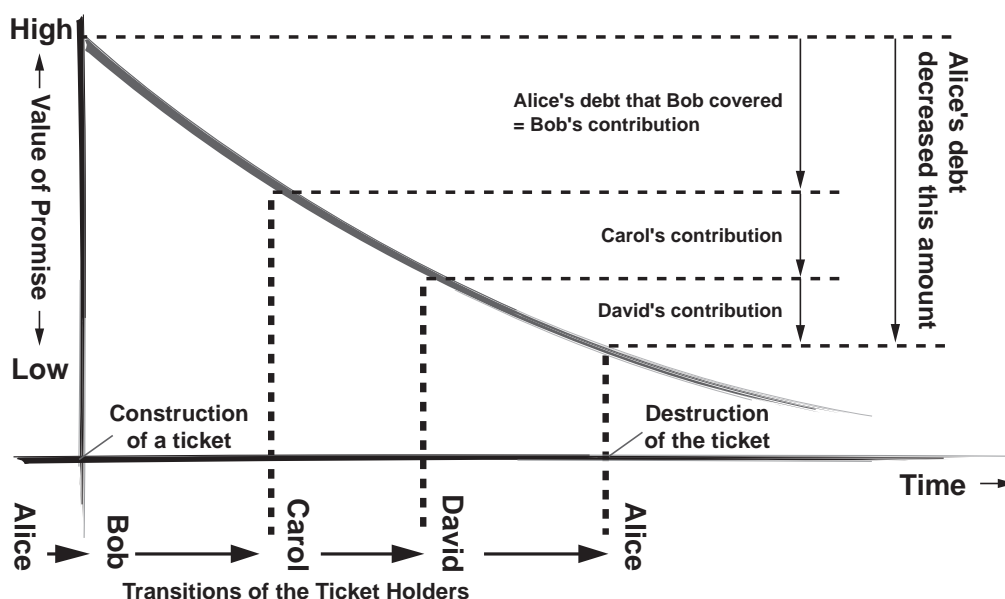 High
Value of Promise
Low
Alice's debt that Bob covered
= Bob's contribution
Carol's contribution
David's contribution
Alice's debt
decreased this amount
Construction
of a ticket
Destruction
of the ticket
Time
Alice
Bob
Carol
David
Alice
Transitions of the Ticket Holders